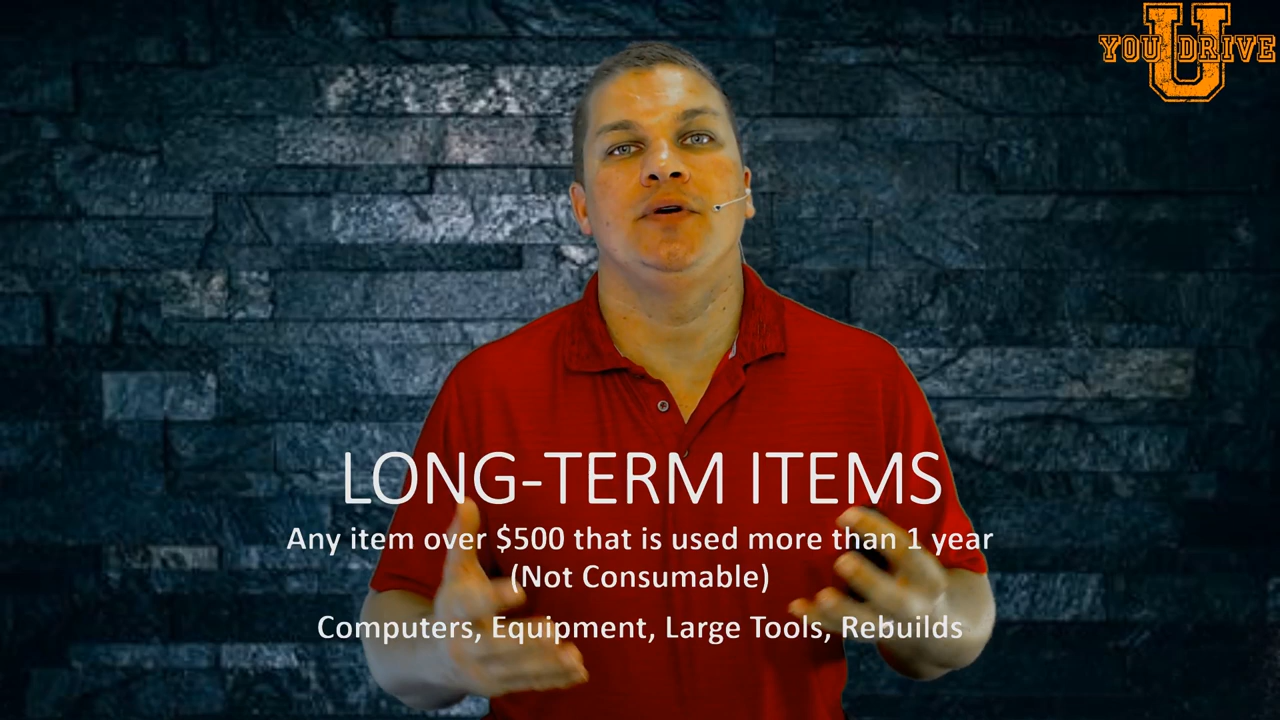 YOU DRIVE
U
LONG-TERM ITEMS
Any item over $500 that is used more than 1 year
(Not Consumable)
Computers, Equipment, Large Tools, Rebuilds